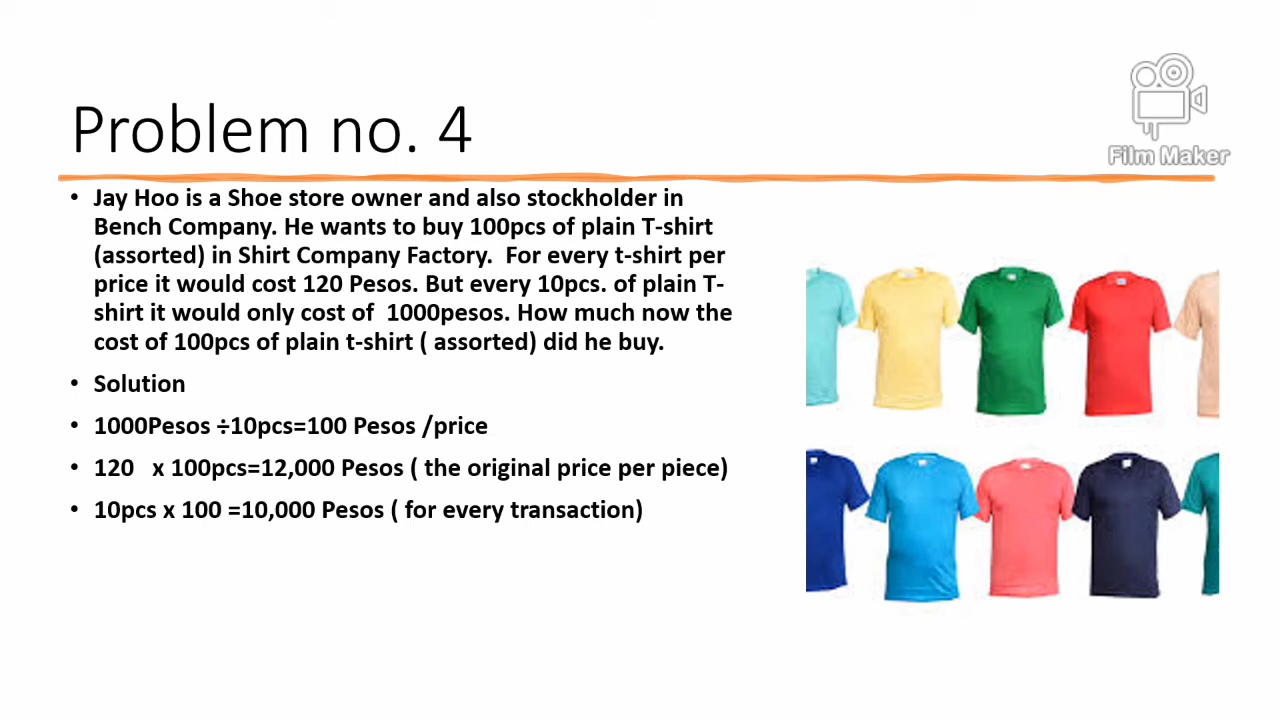 Film Maker
Problem no. 4
• Jay Hoo is a Shoe store owner and also stockholder in
Bench Company. He wants to buy 100pcs of plain T-shirt
(assorted) in Shirt Company Factory.  For every t-shirt per
price it would cost 120 Pesos. But every 10pcs. of plain T-
shirt it would only cost of  1000pesos. How much now the
cost of 100pcs of plain t-shirt ( assorted) did he buy.
• Solution
• 1000Pesos ÷10pcs=100 Pesos /price
• 120   x 100pcs=12,000 Pesos ( the original price per piece)
• 10pcs x 100 =10,000 Pesos ( for every transaction)